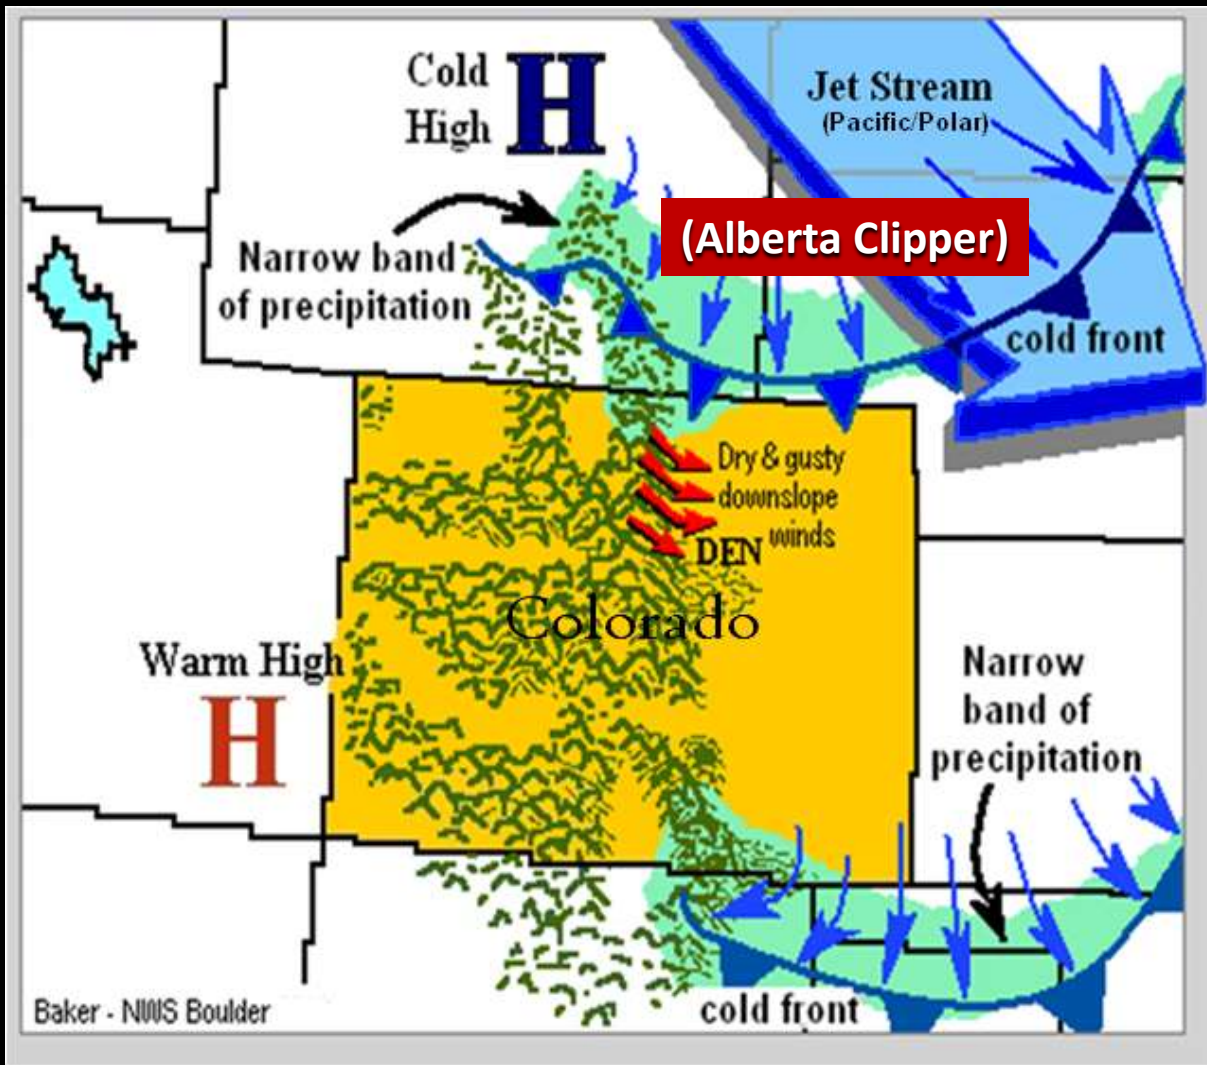 Cold
High
H
Jet Stream
(Pacific/Polar)
(Alberta Clipper)
Narrow band
of precipitation
cold front
Dry & gusty
downslope
winds
DEN
Colorado
Warm High
H
Narrow
band of
precipitation
cold front
Baker - NWS Boulder